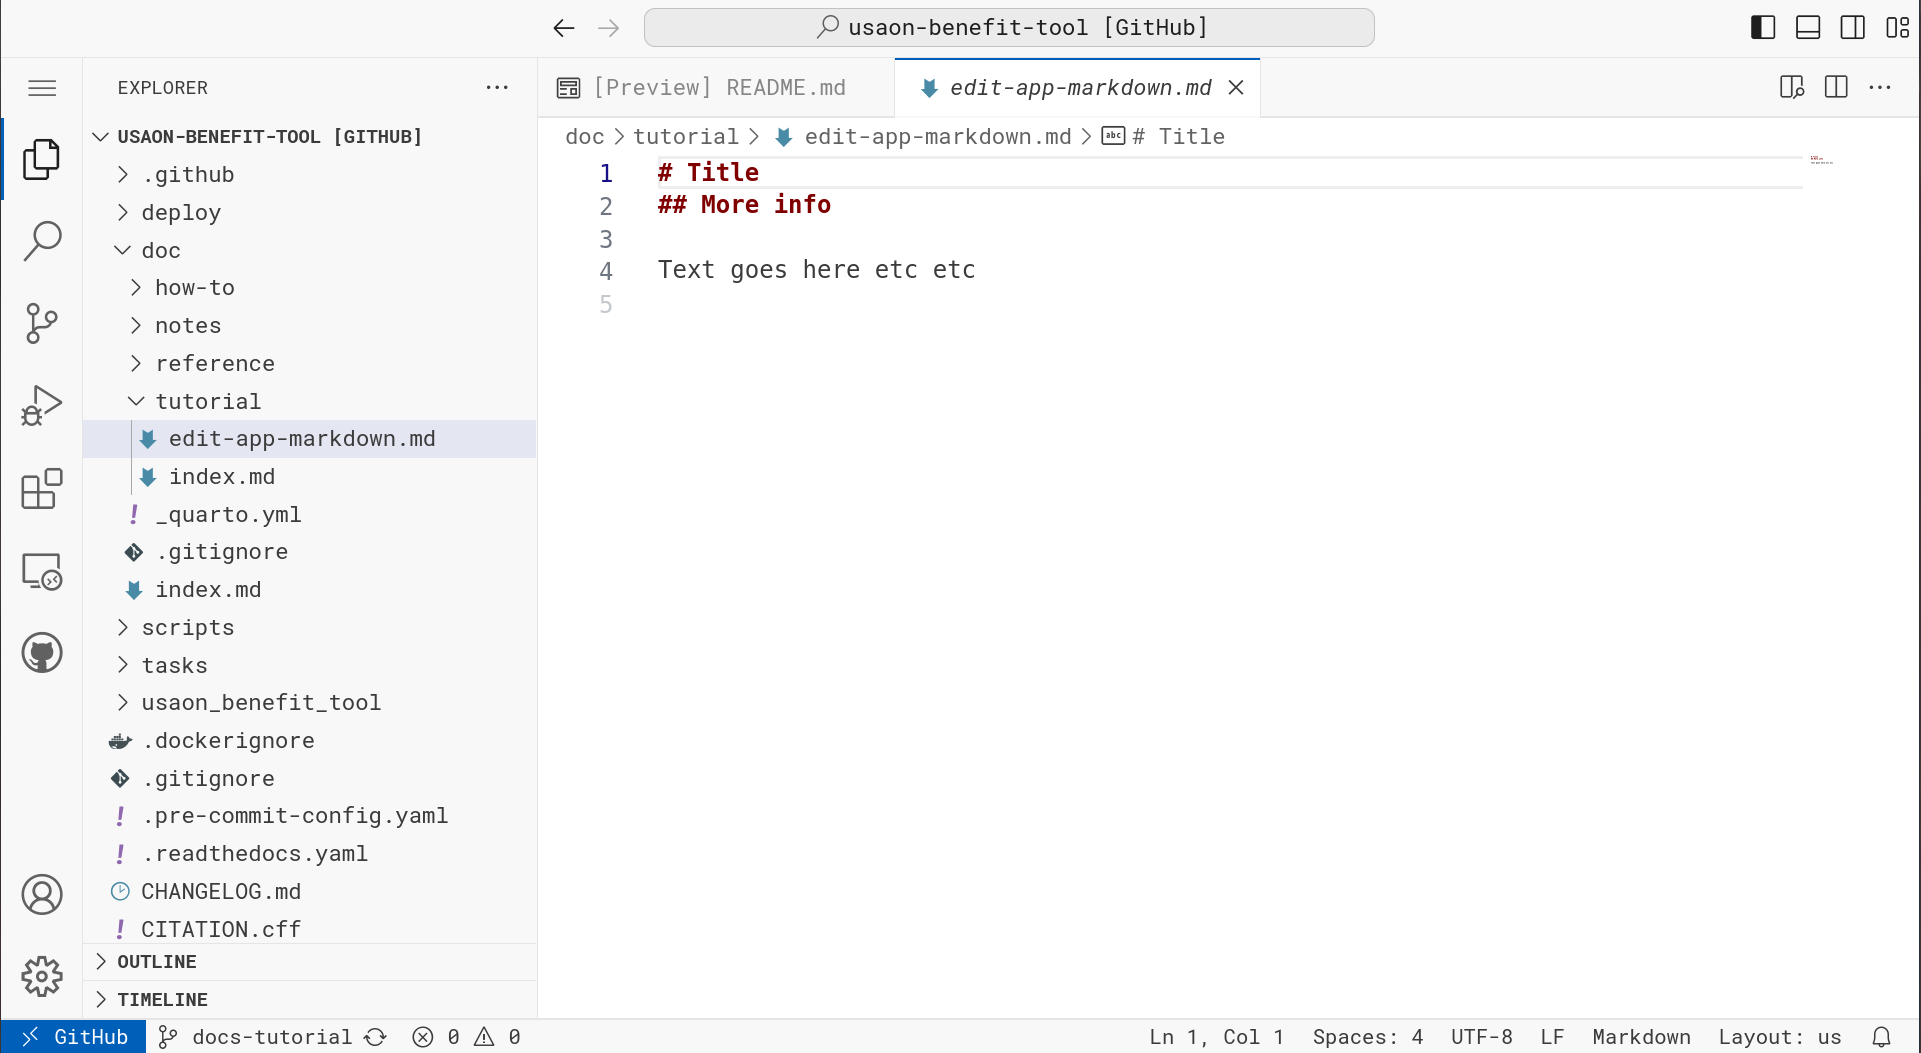 usaon-benefit-tool [GitHub]
EXPLORER
USAON-BENEFIT-TOOL [GITHUB]
.github
deploy
doc
how-to
notes
reference
tutorial
edit-app-markdown.md
index.md
_quarto.yml
.gitignore
index.md
scripts
tasks
usaon_benefit_tool
.dockerignore
.gitignore
.pre-commit-config.yaml
.readthedocs.yaml
CHANGELOG.md
CITATION.cff
OUTLINE
TIMELINE
[Preview] README.md
edit-app-markdown.md
doc > tutorial > edit-app-markdown.md > abc # Title
1 # Title
2 ## More info
3
4 Text goes here etc etc
5
GitHub docs-tutorial 0 0 Ln 1, Col 1 Spaces: 4 UTF-8 LF Markdown Layout: us